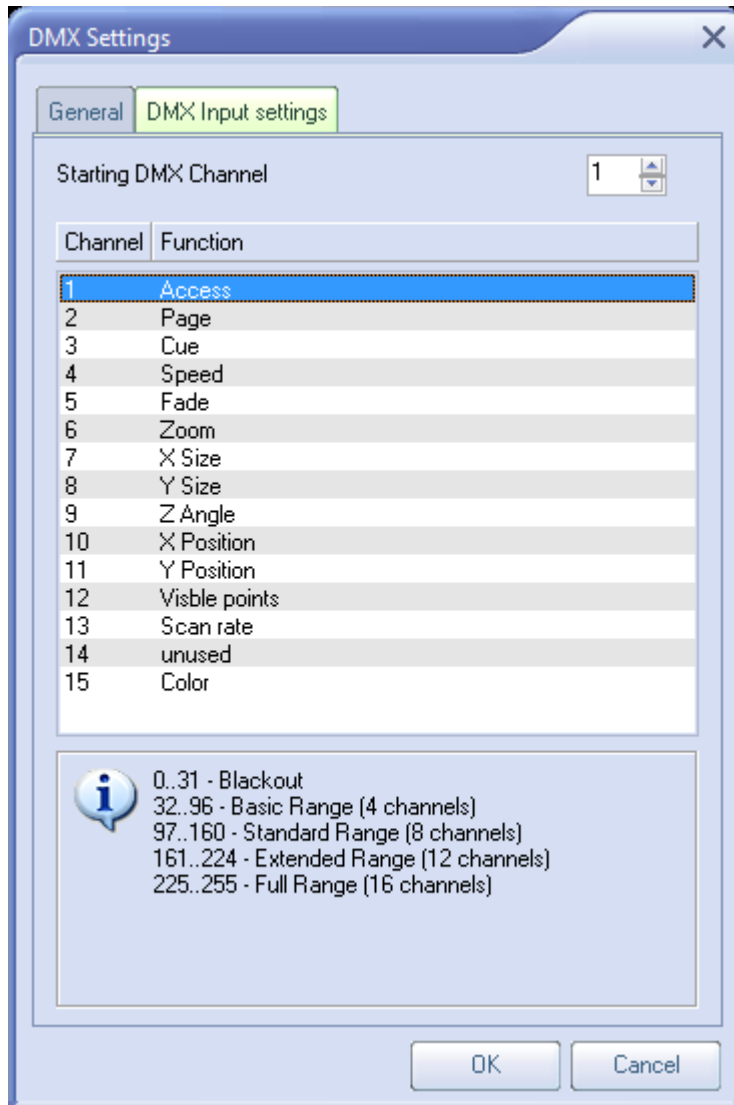 DMX Settings
General DMX Input settings
Starting DMX Channel 1
Channel Function
1 Access
2 Page
3 Cue
4 Speed
5 Fade
6 Zoom
7 X Size
8 Y Size
9 Z Angle
10 X Position
11 Y Position
12 Visble points
13 Scan rate
14 unused
15 Color
0..31 - Blackout
32..96 - Basic Range (4 channels)
97..160 - Standard Range (8 channels)
161..224 - Extended Range (12 channels)
225..255 - Full Range (16 channels)
OK Cancel